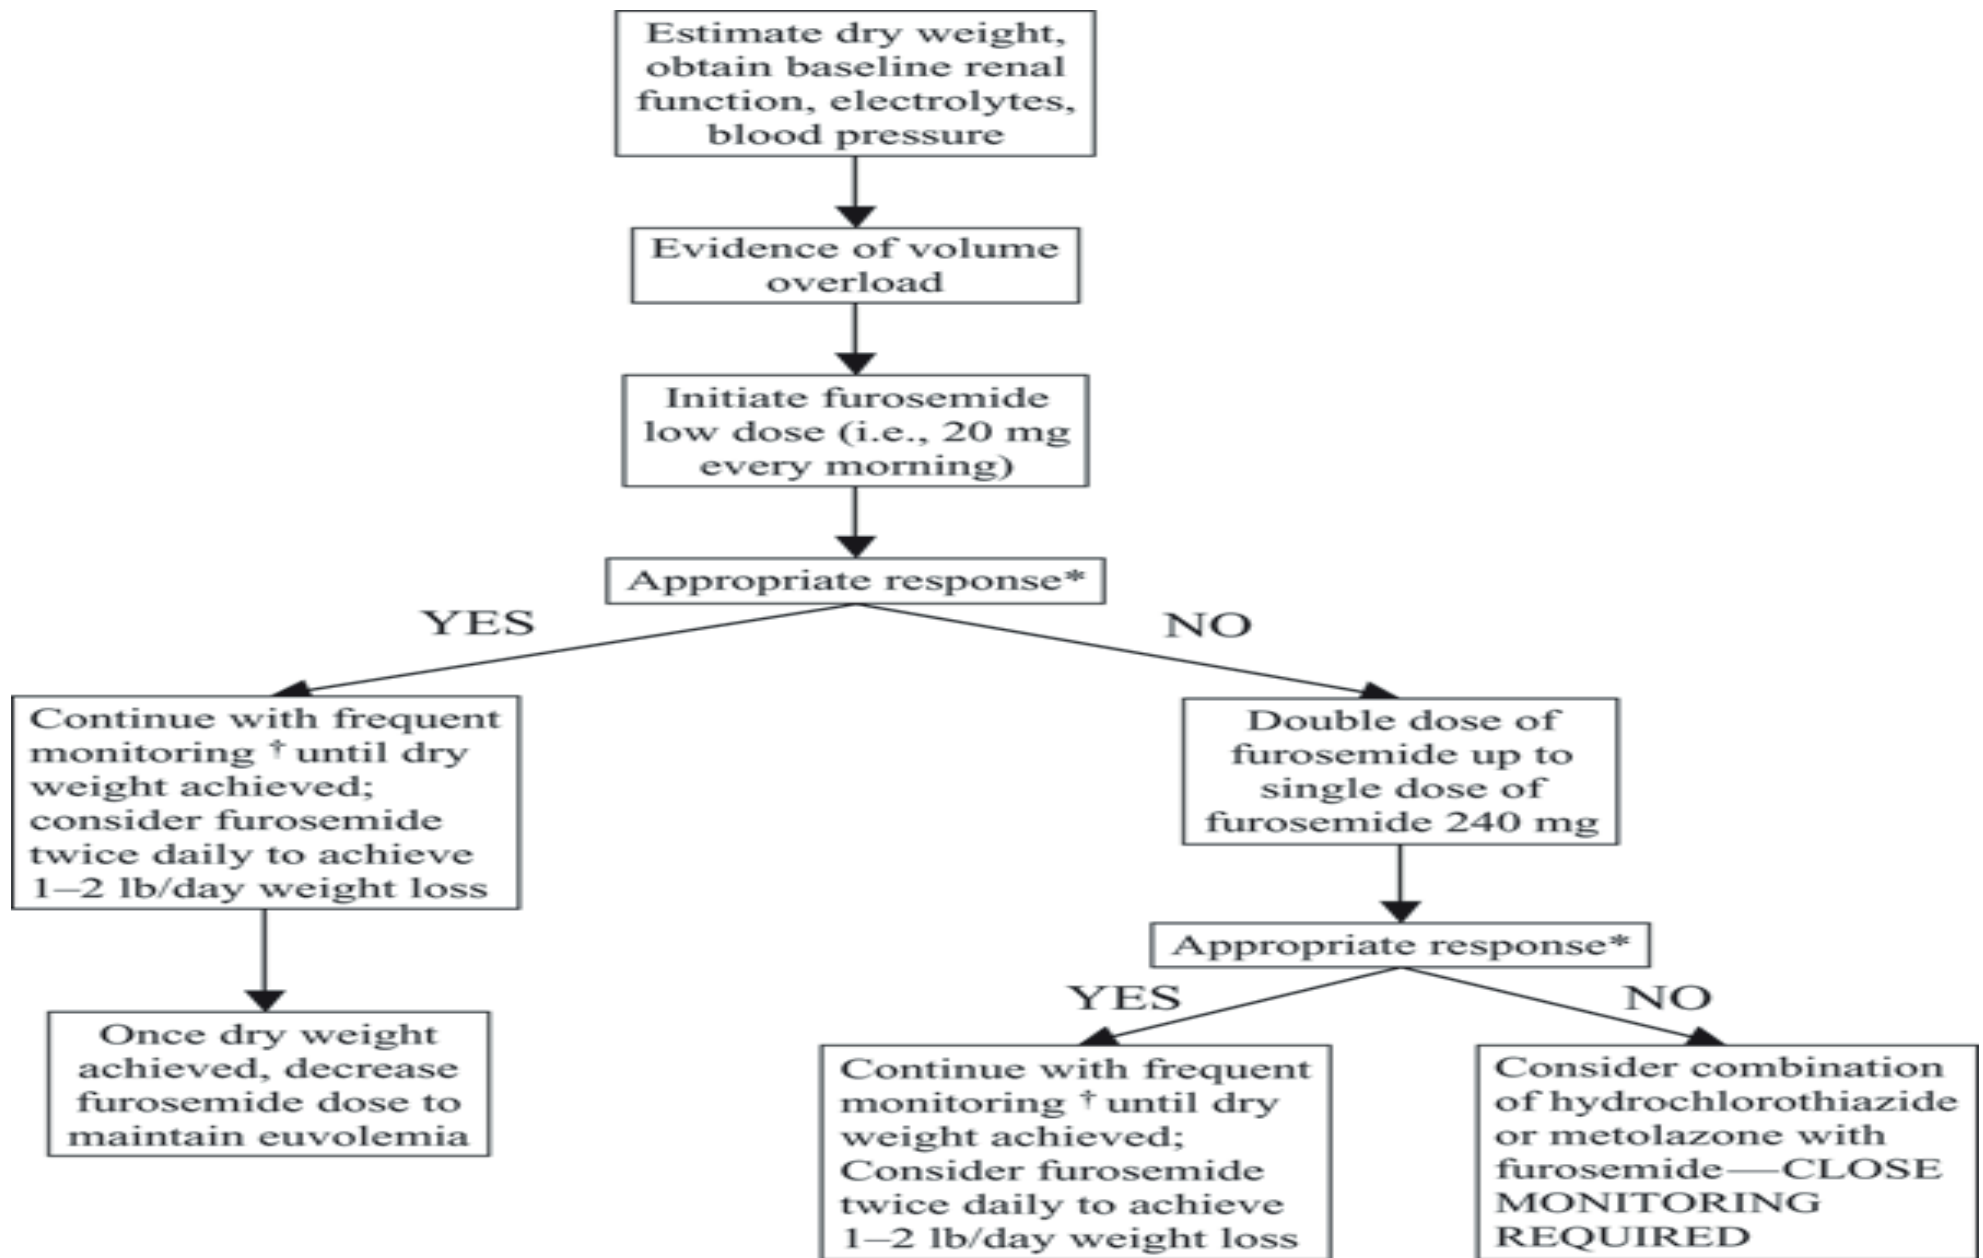 Estimate dry weight,
obtain baseline renal
function, electrolytes,
blood pressure
Evidence of volume
overload
Initiate furosemide
low dose (i.e., 20 mg
every morning)
Appropriate response*
YES
NO
Continue with frequent
monitoring † until dry
weight achieved;
consider furosemide
twice daily to achieve
1–2 lb/day weight loss
Once dry weight
achieved, decrease
furosemide dose to
maintain euvolemia
Double dose of
furosemide up to
single dose of
furosemide 240 mg
Appropriate response*
YES
NO
Continue with frequent
monitoring † until dry
weight achieved;
Consider furosemide
twice daily to achieve
1–2 lb/day weight loss
Consider combination
of hydrochlorothiazide
or metolazone with
furosemide—CLOSE
MONITORING
REQUIRED